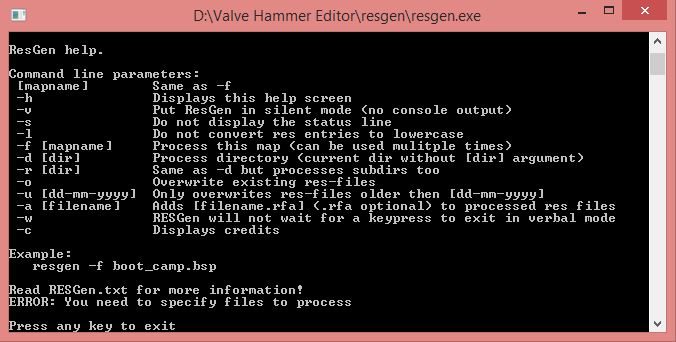 D:\Valve Hammer Editor\resgen\resgen.exe
ResGen help.
Command line parameters:
[mapname] Same as -f
-h Displays this help screen
-v Put ResGen in silent mode (no console output)
-s Do not display the status line
-l Do not convert res entries to lowercase
-f [mapname] Process this map (can be used mulitple times)
-d [dir] Process directory (current dir without [dir] argument)
-r [dir] Same as -d but processes subdirs too
-o Overwrite existing res-files
-u [dd-mm-yyyy] Only overwrites res-files older then [dd-mm-yyyy]
-a [filename] Adds [filename.rfa] (.rfa optional) to processed res files
-w RESGen will not wait for a keypress to exit in verbal mode
-c Displays credits
Example:
resgen -f boot_camp.bsp
Read RESGen.txt for more information!
ERROR: You need to specify files to process
Press any key to exit